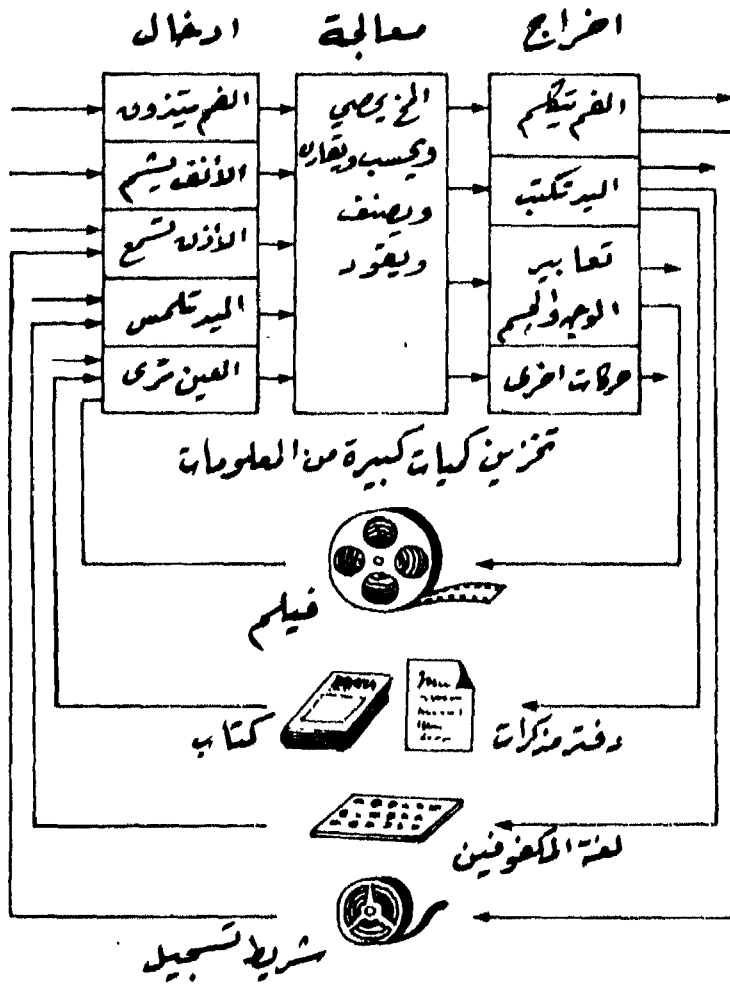 ادخال
معالجة
اخراج
الفم يتذوق
الأنف يشم
الأذن تسمع
اليد تلمس
العين ترى
المخ يحصي
ويحسب ويقارن
ويصنف
ويقود
الفم يتكلم
اليد تكتب
تعابير
الوجه والجسم
حركات اخرى
تخزين كميات كبيرة من المعلومات
فيلم
كتاب
دفتر مذكرات
لغة المكفوفين
شريط تسجيل